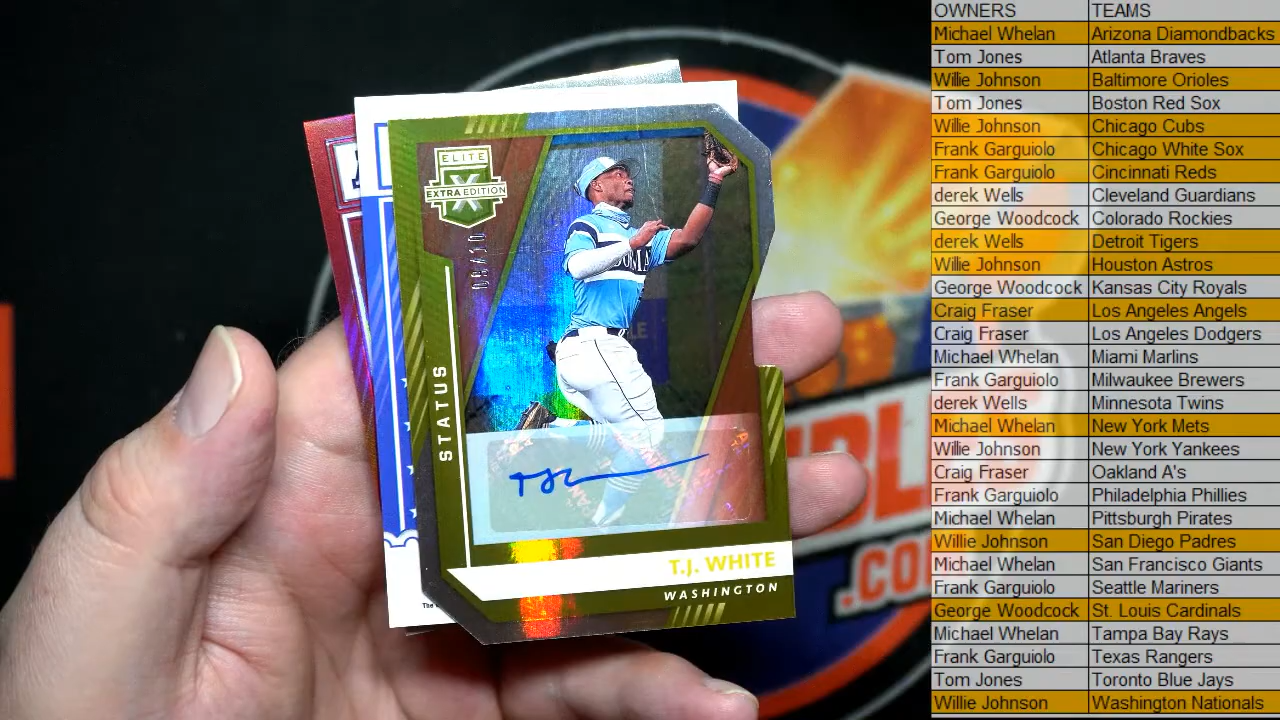 ELITE
X
EXTRA EDITION
STATUS
T.J. WHITE
WASHINGTON
.CO
OWNERS TEAMS
Michael Whelan Arizona Diamondbacks
Tom Jones Atlanta Braves
Willie Johnson Baltimore Orioles
Tom Jones Boston Red Sox
Willie Johnson Chicago Cubs
Frank Garguiolo Chicago White Sox
Frank Garguiolo Cincinnati Reds
derek Wells Cleveland Guardians
George Woodcock Colorado Rockies
derek Wells Detroit Tigers
Willie Johnson Houston Astros
George Woodcock Kansas City Royals
Craig Fraser Los Angeles Angels
Craig Fraser Los Angeles Dodgers
Michael Whelan Miami Marlins
Frank Garguiolo Milwaukee Brewers
derek Wells Minnesota Twins
Michael Whelan New York Mets
Willie Johnson New York Yankees
Craig Fraser Oakland A's
Frank Garguiolo Philadelphia Phillies
Michael Whelan Pittsburgh Pirates
Willie Johnson San Diego Padres
Michael Whelan San Francisco Giants
Frank Garguiolo Seattle Mariners
George Woodcock St. Louis Cardinals
Michael Whelan Tampa Bay Rays
Frank Garguiolo Texas Rangers
Tom Jones Toronto Blue Jays
Willie Johnson Washington Nationals